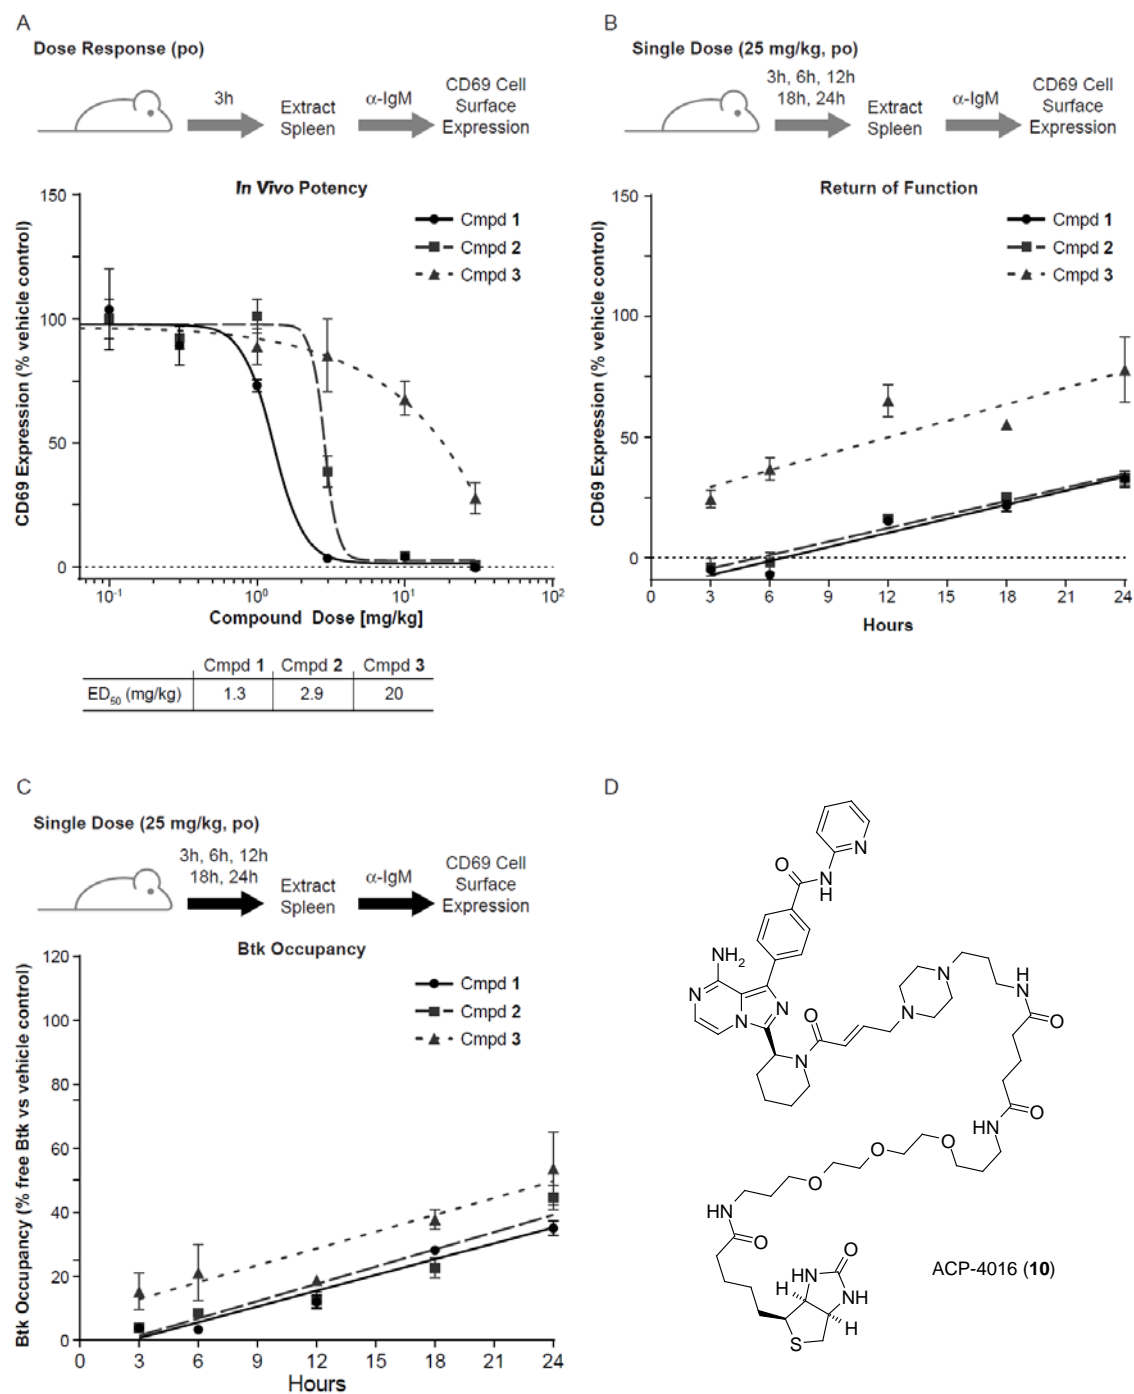 A
Dose Response (po)
3h
Extract
Spleen
α-IgM
CD69 Cell
Surface
Expression
In Vivo Potency
CD69 Expression (% vehicle control)
150
100
50
0
Cmpd 1
Cmpd 2
Cmpd 3
10-1
100
101
102
Compound Dose [mg/kg]
Cmpd 1 Cmpd 2 Cmpd 3
ED50 (mg/kg) 1.3 2.9 20
B
Single Dose (25 mg/kg, po)
3h, 6h, 12h
18h, 24h
Extract
Spleen
α-IgM
CD69 Cell
Surface
Expression
Return of Function
CD69 Expression (% vehicle control)
150
100
50
0
Cmpd 1
Cmpd 2
Cmpd 3
0 3 6 9 12 15 18 21 24
Hours
C
Single Dose (25 mg/kg, po)
3h, 6h, 12h
18h, 24h
Extract
Spleen
α-IgM
CD69 Cell
Surface
Expression
Btk Occupancy
Btk Occupancy (% free Btk vs vehicle control)
120
100
80
60
40
20
0
Cmpd 1
Cmpd 2
Cmpd 3
0 3 6 9 12 15 18 21 24
Hours
D
N
O
N
H
NH2
N
N
N
O
N
N
N
N
H
O
O
N
H
O
O
O
NH
O
O
HN
NH
H
H
S
ACP-4016 (10)